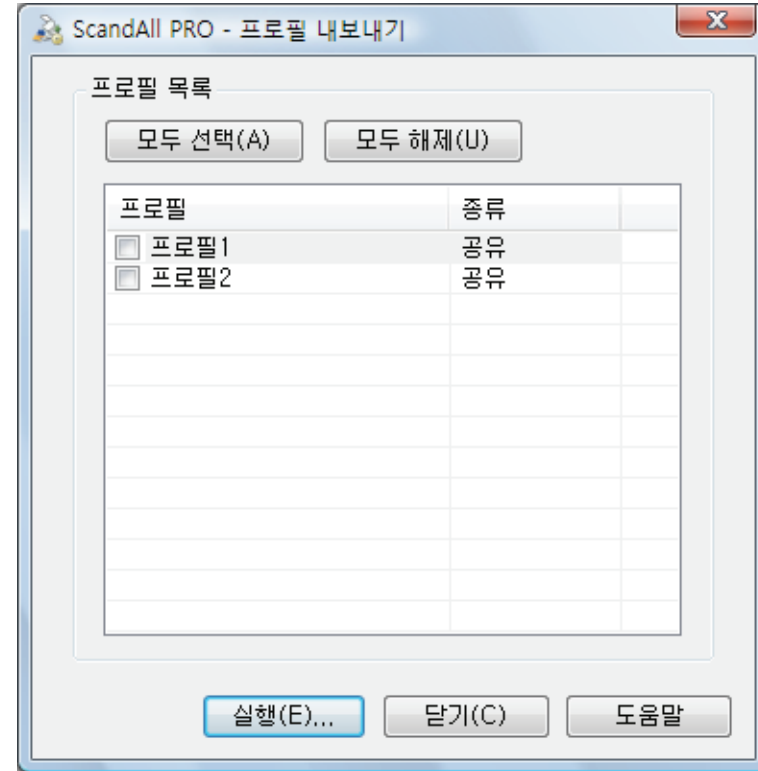 ScandAll PRO - 프로필 내보내기
프로필 목록
모두 선택(A) 모두 해제(U)
프로필 종류
프로필1 공유
프로필2 공유
실행(E)... 닫기(C) 도움말